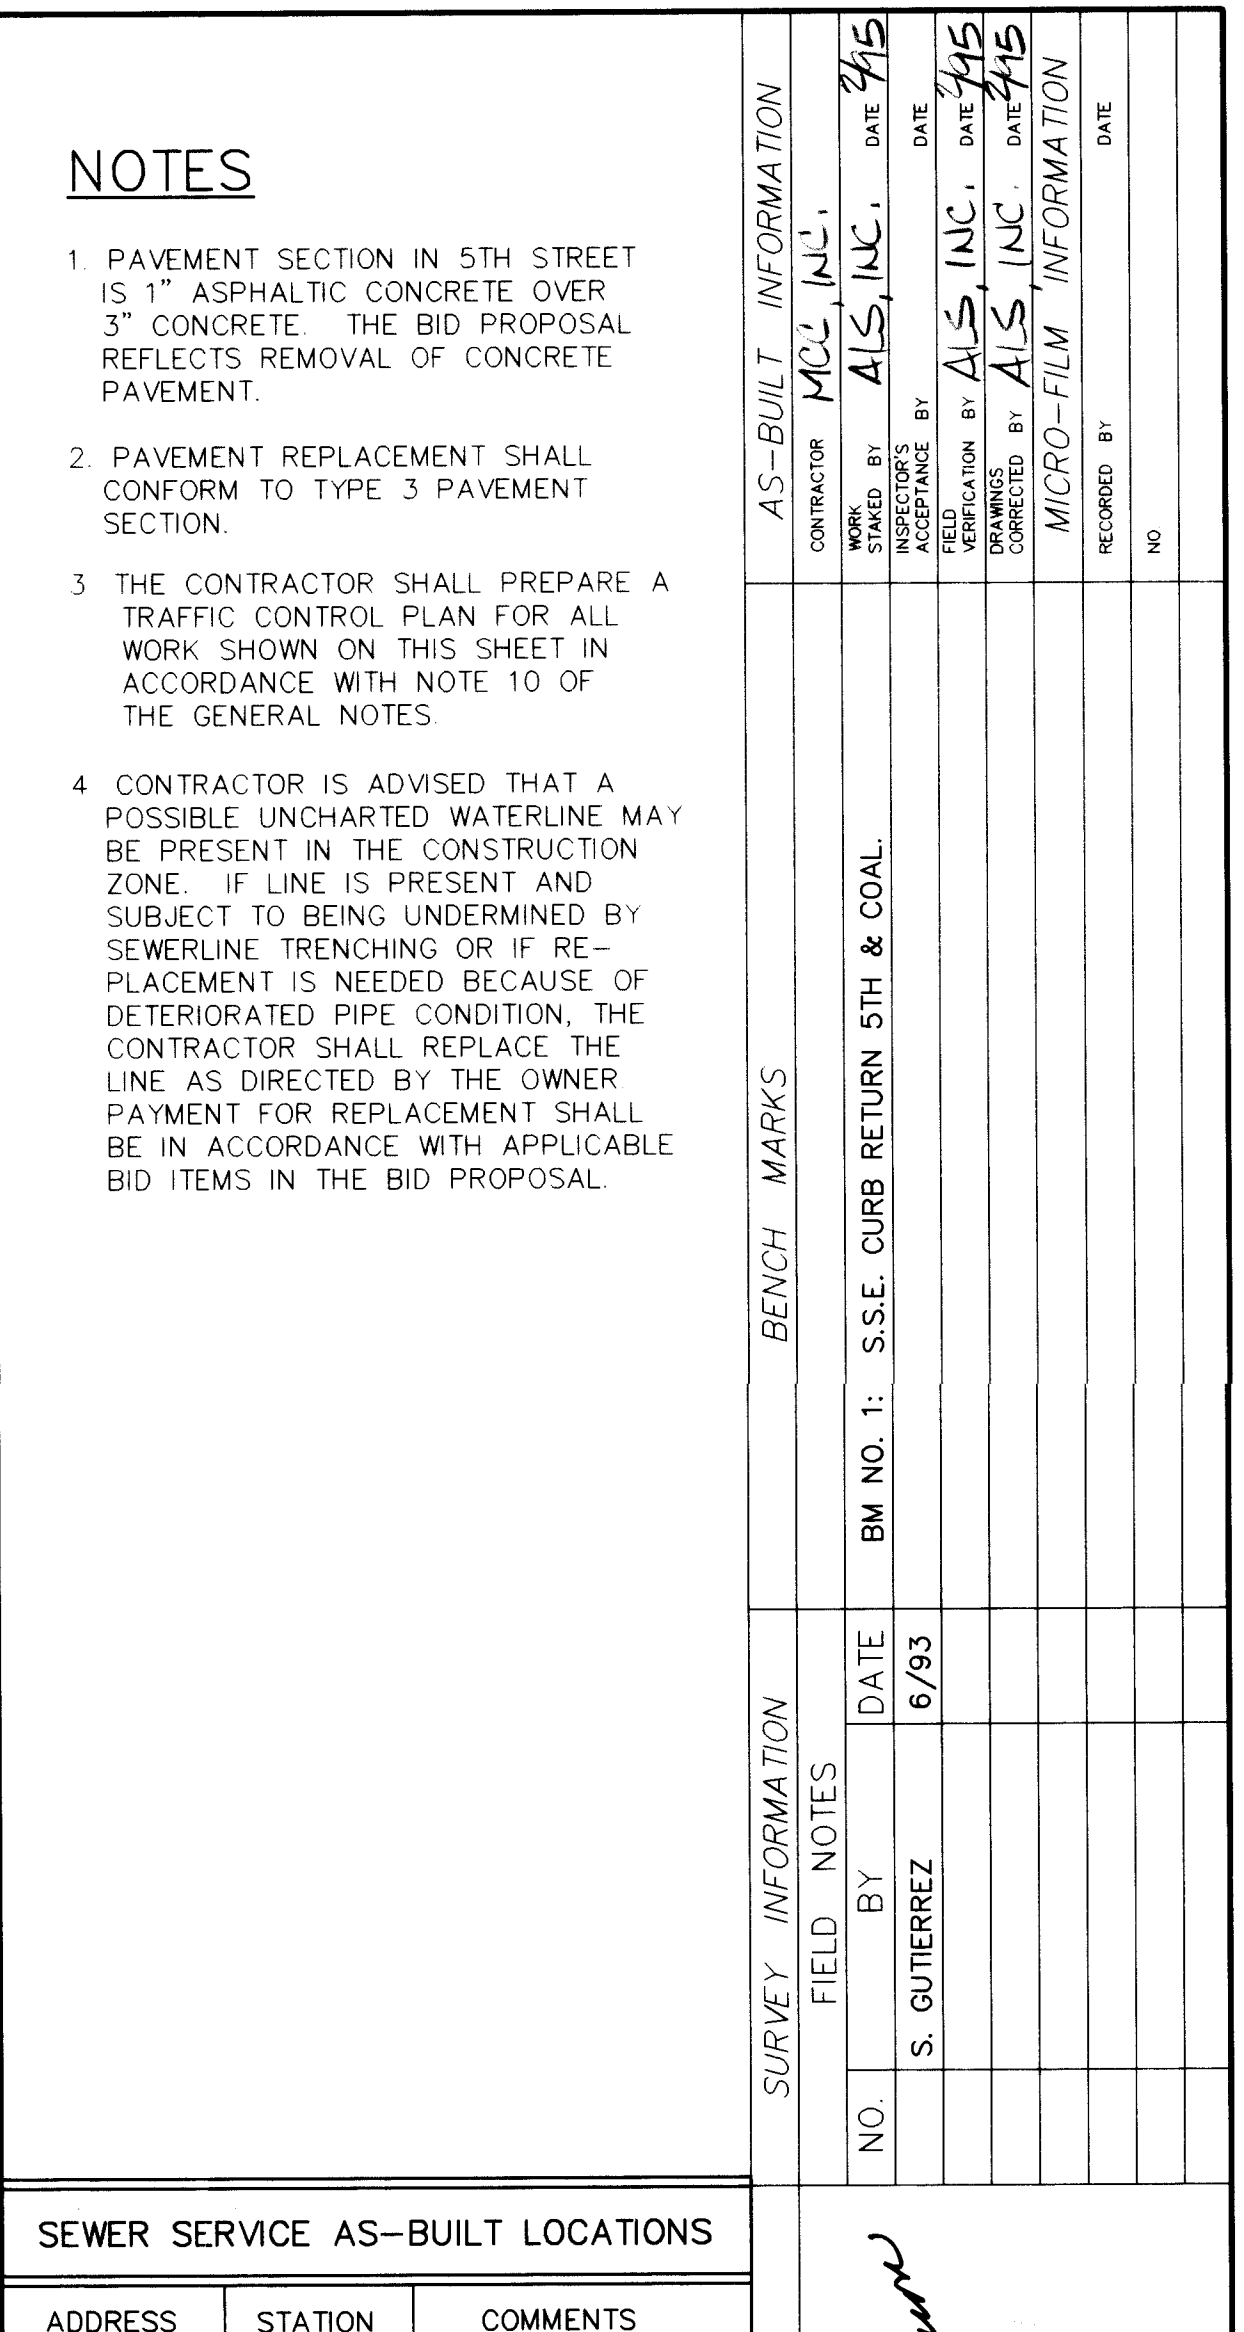 NOTES
1. PAVEMENT SECTION IN 5TH STREET
IS 1" ASPHALTIC CONCRETE OVER
3" CONCRETE. THE BID PROPOSAL
REFLECTS REMOVAL OF CONCRETE
PAVEMENT.
2. PAVEMENT REPLACEMENT SHALL
CONFORM TO TYPE 3 PAVEMENT
SECTION.
3 THE CONTRACTOR SHALL PREPARE A
TRAFFIC CONTROL PLAN FOR ALL
WORK SHOWN ON THIS SHEET IN
ACCORDANCE WITH NOTE 10 OF
THE GENERAL NOTES.
4 CONTRACTOR IS ADVISED THAT A
POSSIBLE UNCHARTED WATERLINE MAY
BE PRESENT IN THE CONSTRUCTION
ZONE. IF LINE IS PRESENT AND
SUBJECT TO BEING UNDERMINED BY
SEWERLINE TRENCHING OR IF RE-
PLACEMENT IS NEEDED BECAUSE OF
DETERIORATED PIPE CONDITION, THE
CONTRACTOR SHALL REPLACE THE
LINE AS DIRECTED BY THE OWNER
PAYMENT FOR REPLACEMENT SHALL
BE IN ACCORDANCE WITH APPLICABLE
BID ITEMS IN THE BID PROPOSAL.
SEWER SERVICE AS-BUILT LOCATIONS
ADDRESS STATION COMMENTS
SURVEY INFORMATION
FIELD NOTES
NO. BY DATE
S. GUTIERREZ 6/93
BENCH MARKS
BM NO. 1: S.S.E. CURB RETURN 5TH & COAL.
AS-BUILT INFORMATION
CONTRACTOR MCC, INC.
WORK
STAKED BY ALS, INC. DATE 2/95
INSPECTOR'S
ACCEPTANCE BY DATE
FIELD
VERIFICATION BY ALS, INC. DATE 2/95
DRAWINGS
CORRECTED BY ALS, INC. DATE 2/95
MICRO-FILM INFORMATION
RECORDED BY DATE
NO.